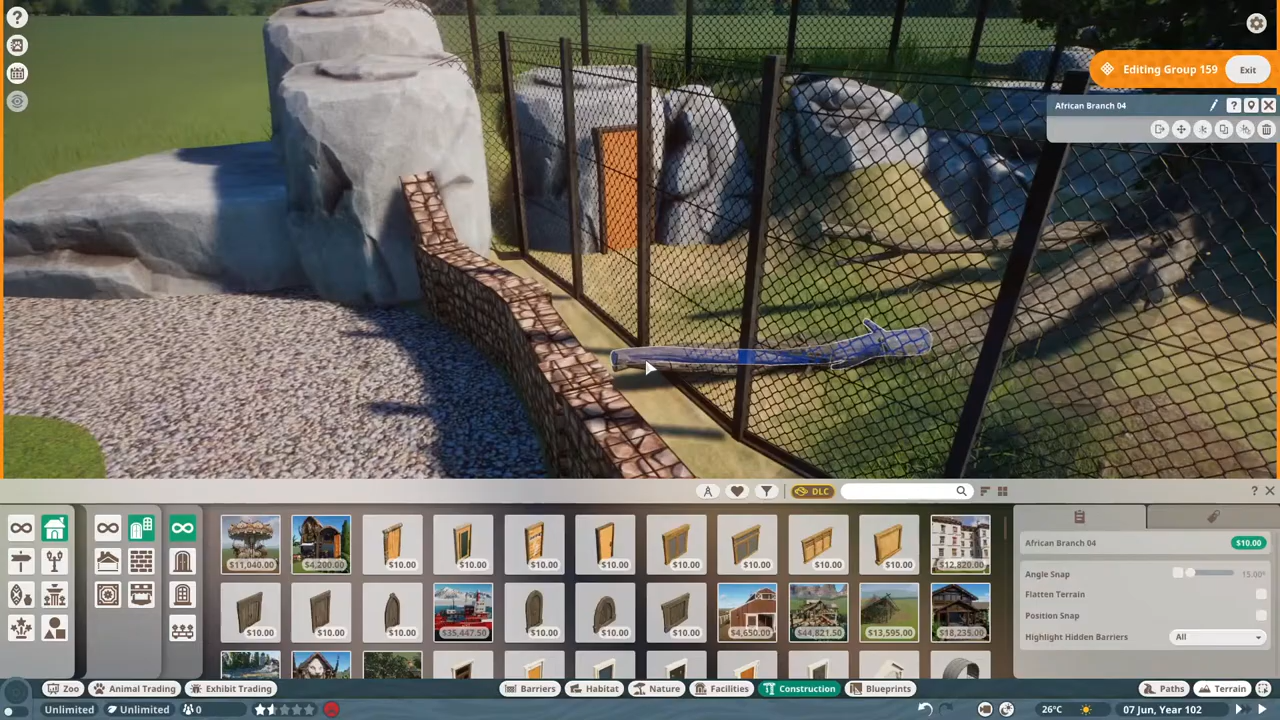 ?
Editing Group 159
Exit
African Branch 04
?
DLC
?
$11,040.00
$4,200.00
$10.00
$10.00
$10.00
$10.00
$10.00
$10.00
$10.00
$10.00
$12,820.00
$10.00
$10.00
$10.00
$35,447.50
$10.00
$10.00
$10.00
$4,650.00
$44,821.50
$13,595.00
$18,235.00
African Branch 04
$10.00
Angle Snap
15.00°
Flatten Terrain
Position Snap
Highlight Hidden Barriers
All
Zoo
Animal Trading
Exhibit Trading
Barriers
Habitat
Nature
Facilities
Construction
Blueprints
Paths
Terrain
Unlimited
Unlimited
0
26°C
07 Jun, Year 102